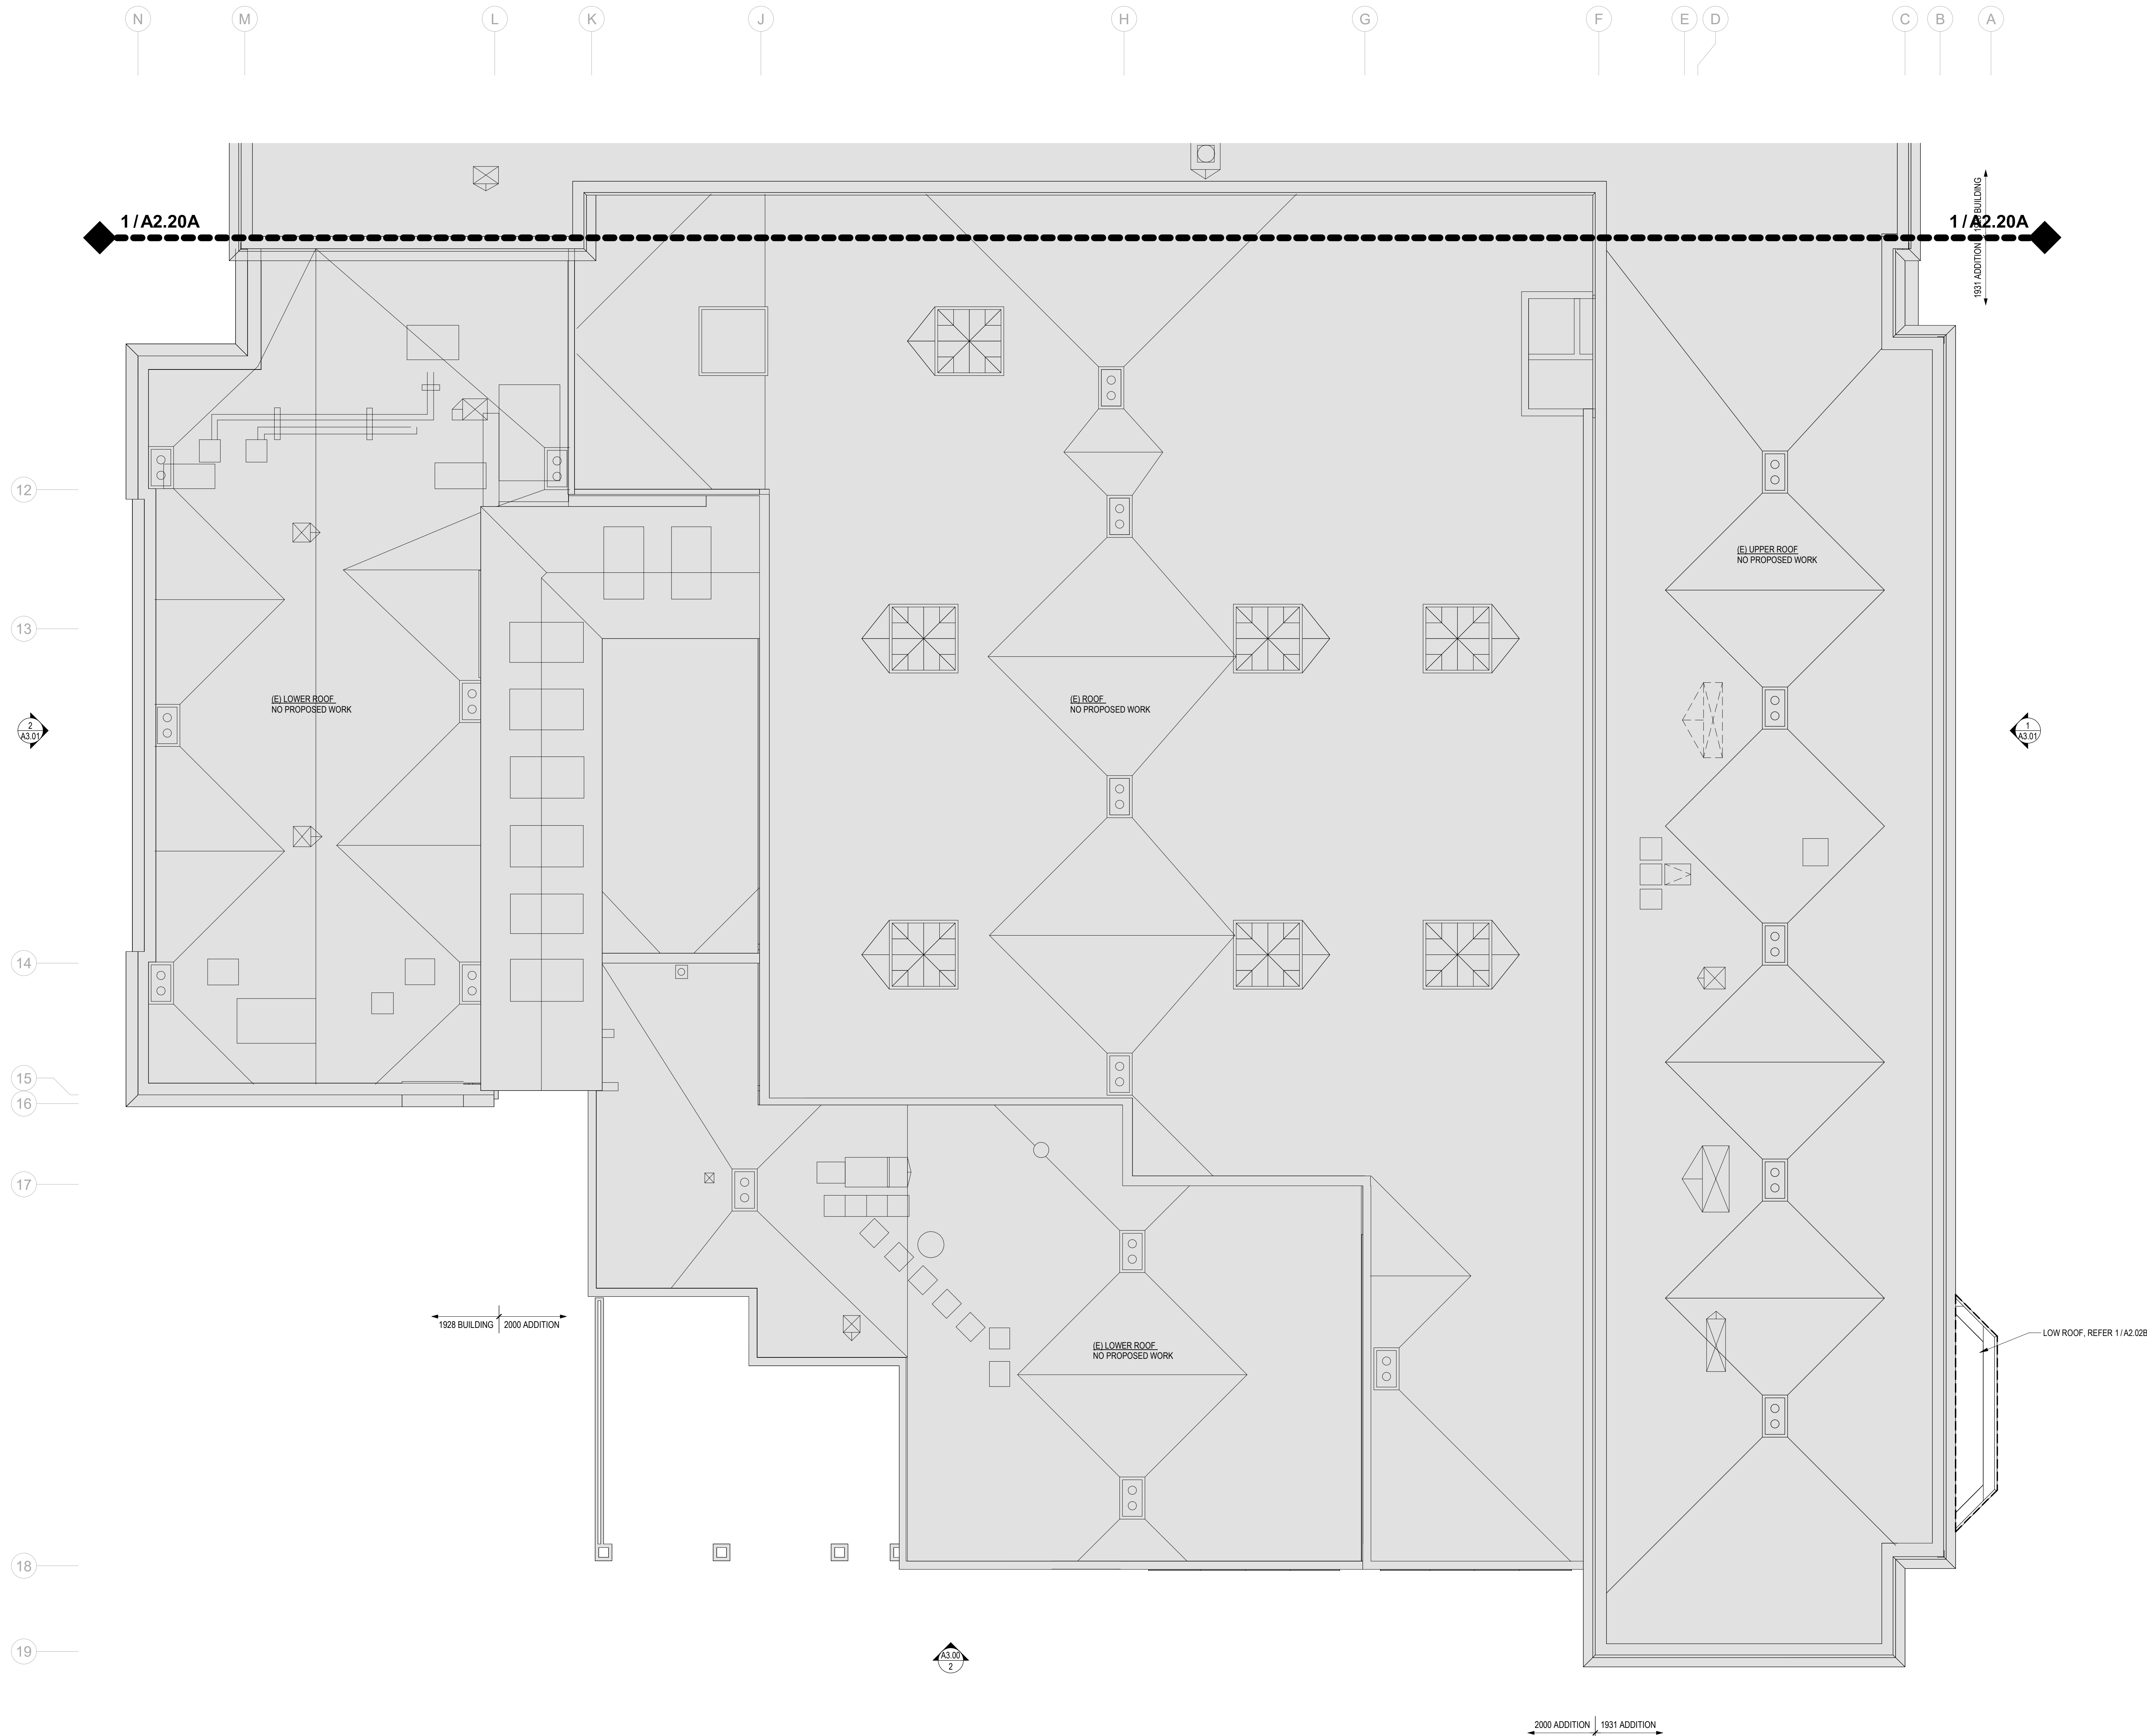 N M L K J H G F E D C B A
1 / A2.20A
1 / A2.20A
1931 ADDITION
BUILDING
12
(E) UPPER ROOF
NO PROPOSED WORK
13
(E) LOWER ROOF
NO PROPOSED WORK
(E) ROOF
NO PROPOSED WORK
2
A3.01
1
A3.01
14
15
16
17
1928 BUILDING
2000 ADDITION
LOW ROOF, REFER 1 / A2.02B
(E) LOWER ROOF
NO PROPOSED WORK
18
19
A3.00
2
2000 ADDITION
1931 ADDITION